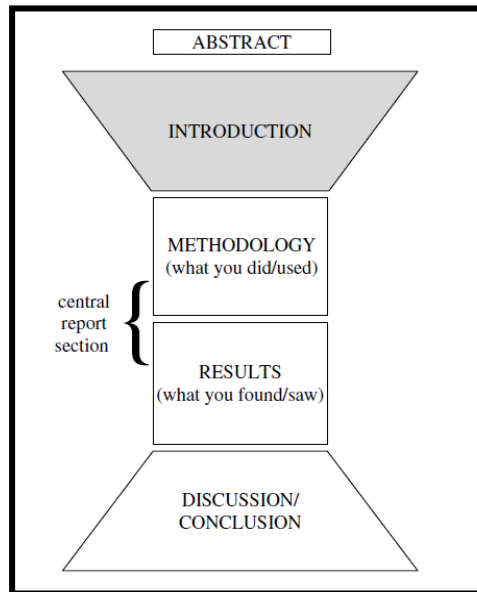 ABSTRACT
INTRODUCTION
METHODOLOGY
(what you did/used)
central
report
section
RESULTS
(what you found/saw)
DISCUSSION/
CONCLUSION